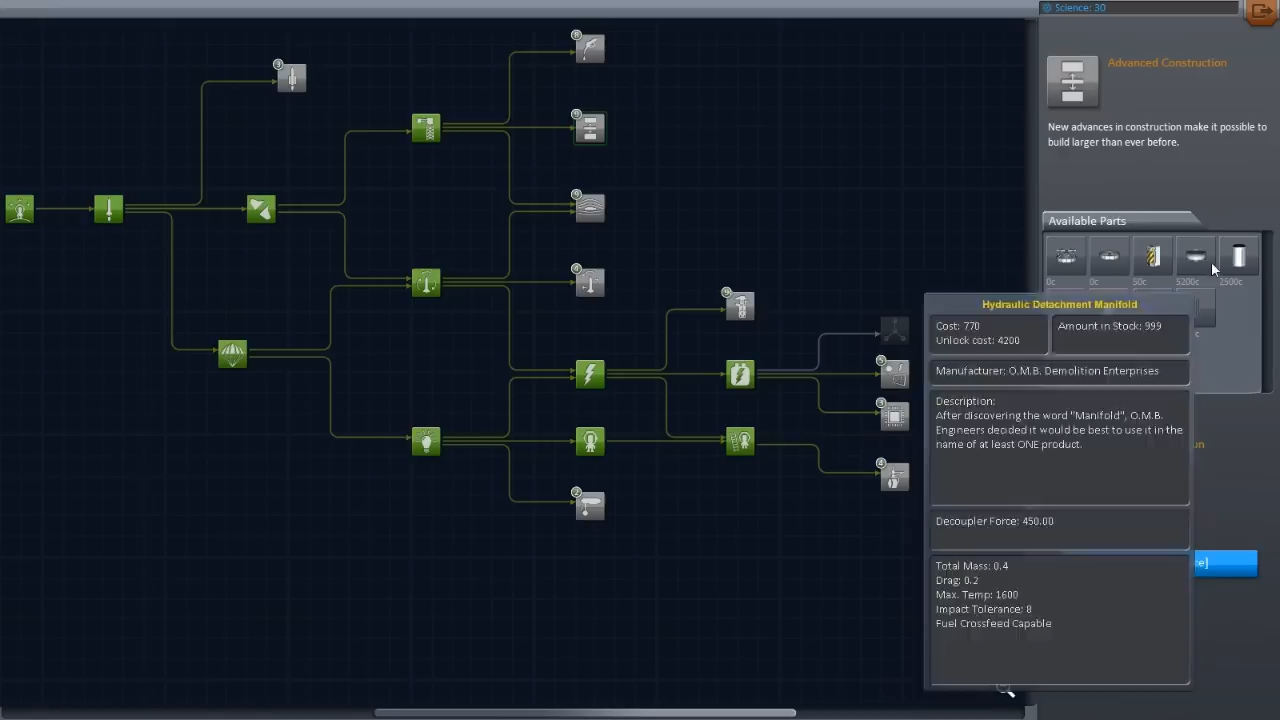 Science: 30
Advanced Construction
New advances in construction make it possible to
build larger than ever before.
Available Parts
0c 0c 50c 5200c 2500c
Hydraulic Detachment Manifold
Cost: 770
Unlock cost: 4200
Amount in Stock: 999
Manufacturer: O.M.B. Demolition Enterprises
Description:
After discovering the word "Manifold", O.M.B.
Engineers decided it would be best to use it in the
name of at least ONE product.
Decoupler Force: 450.00
Total Mass: 0.4
Drag: 0.2
Max. Temp: 1600
Impact Tolerance: 8
Fuel Crossfeed Capable